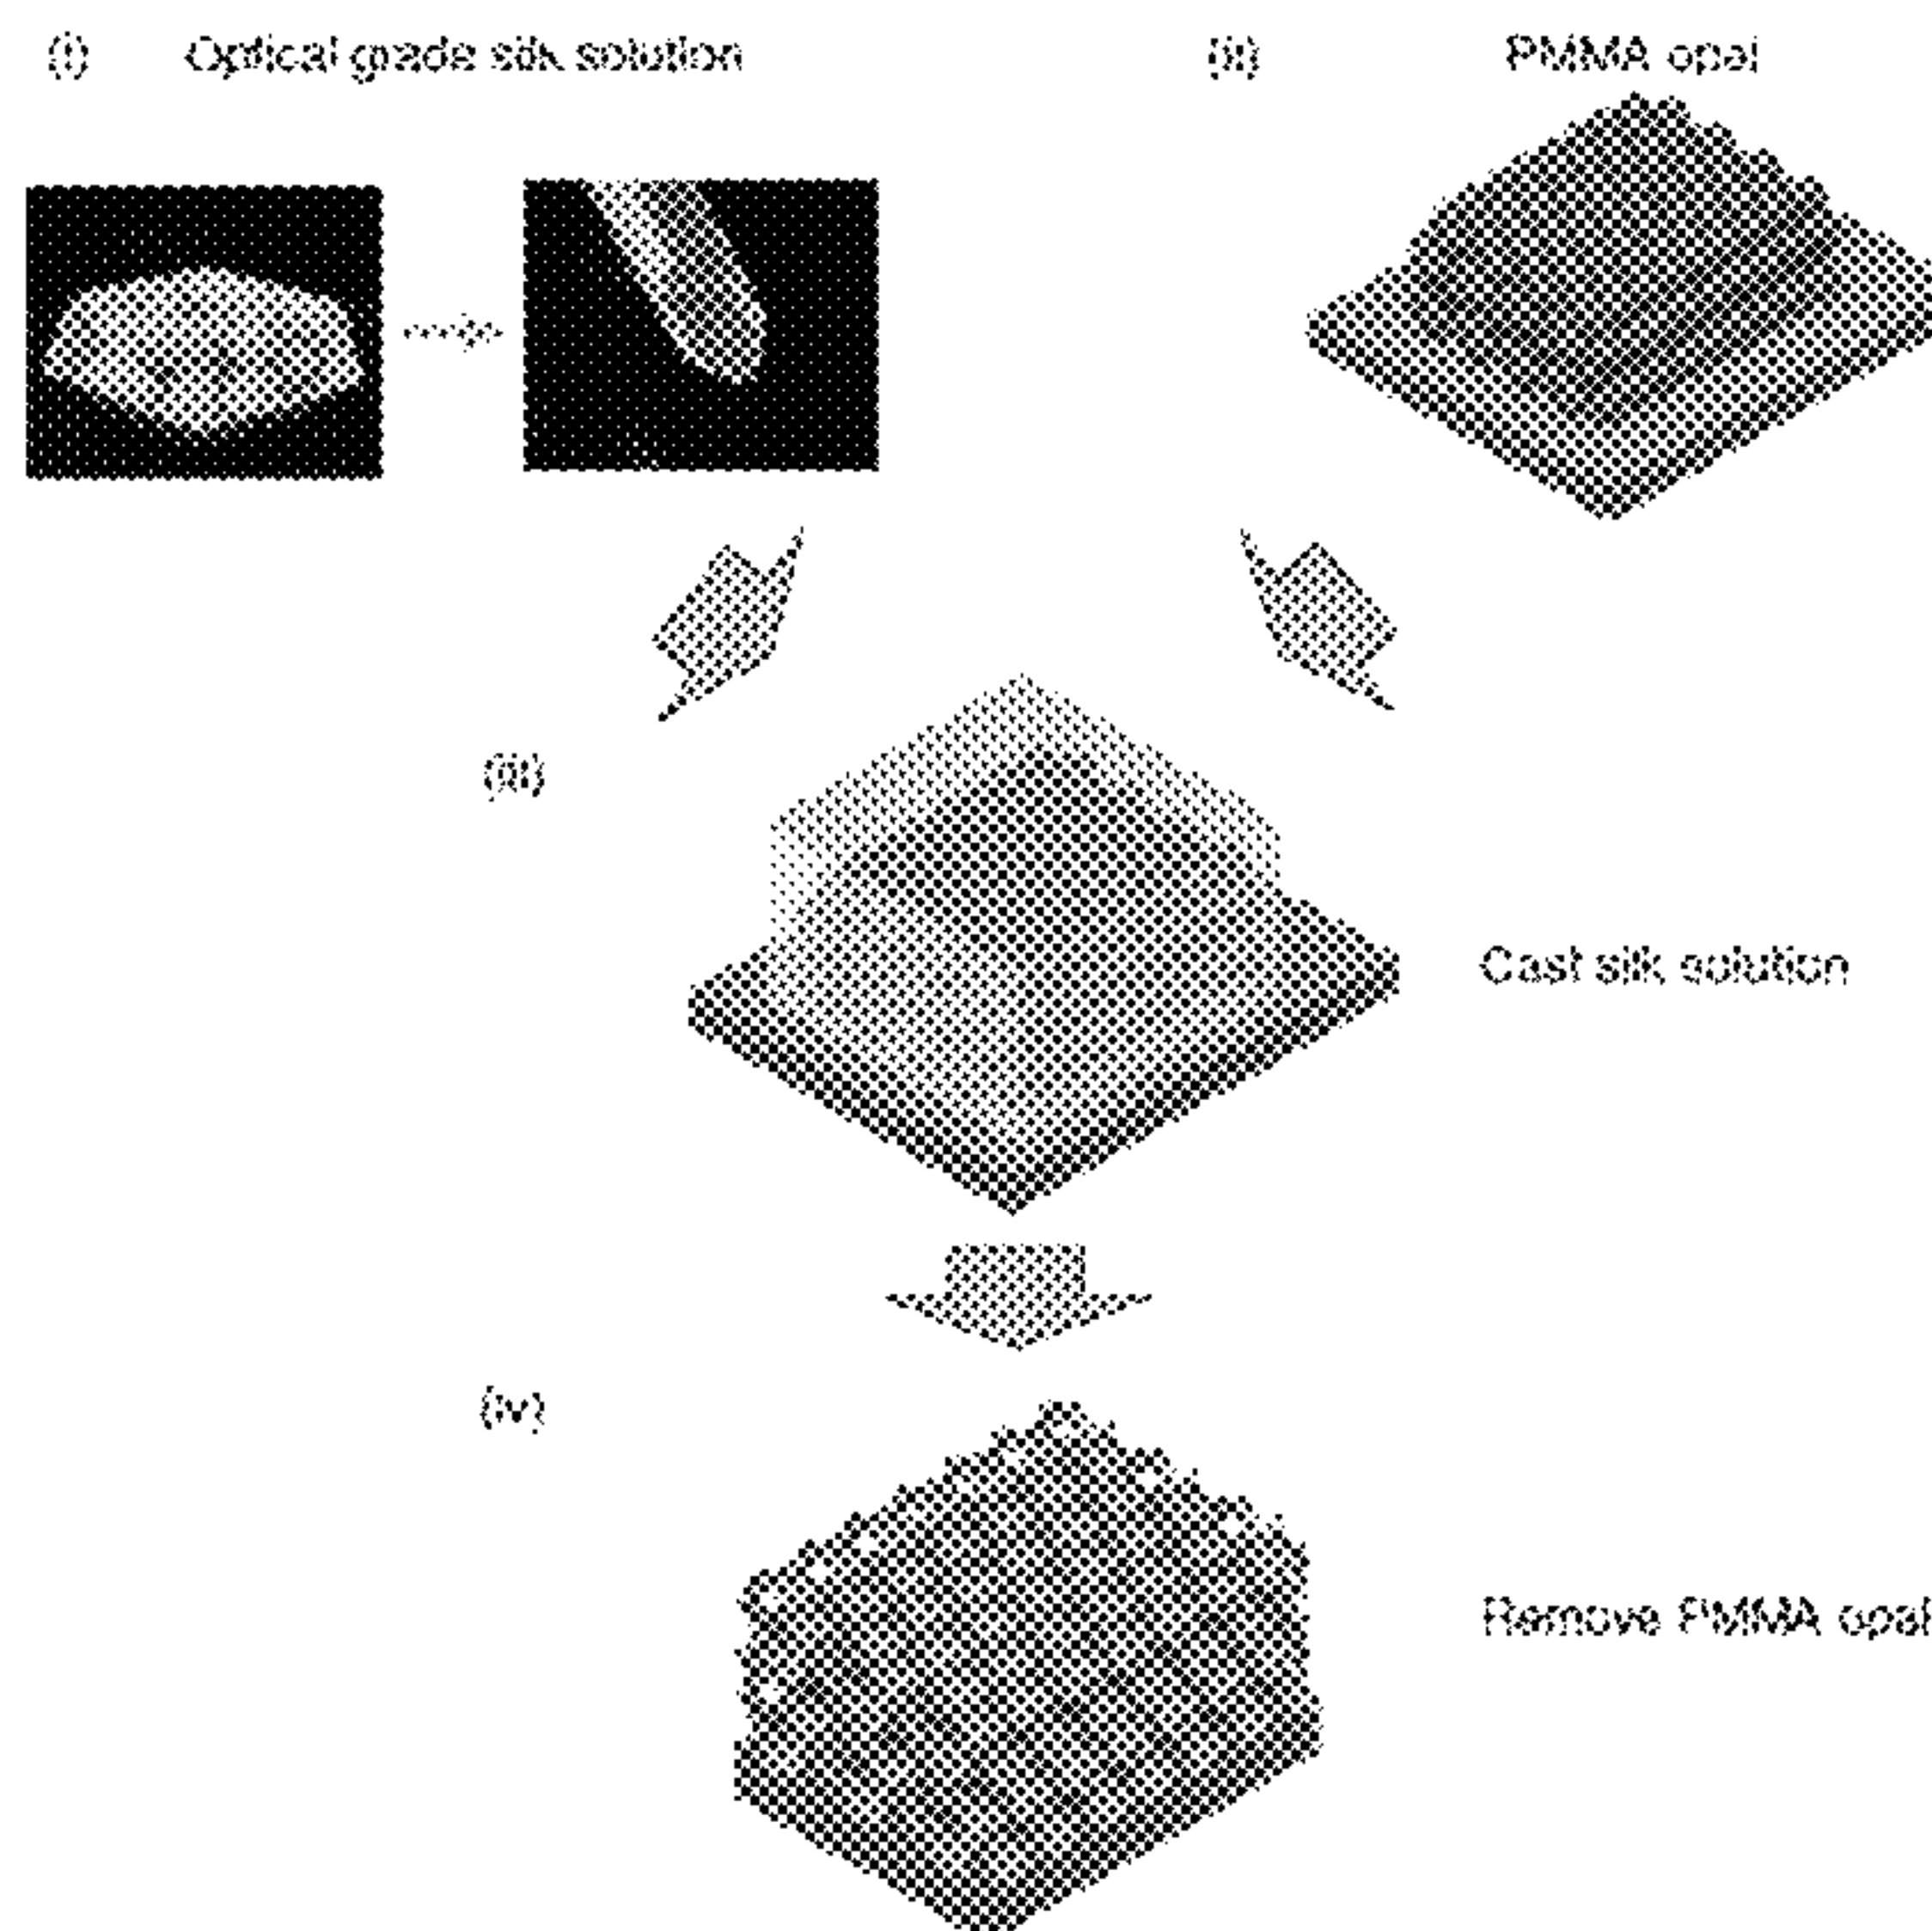 (i) Optical grade silk solution
(ii) PMMA opal
(iii)
Cast silk solution
(iv)
Remove PMMA opal